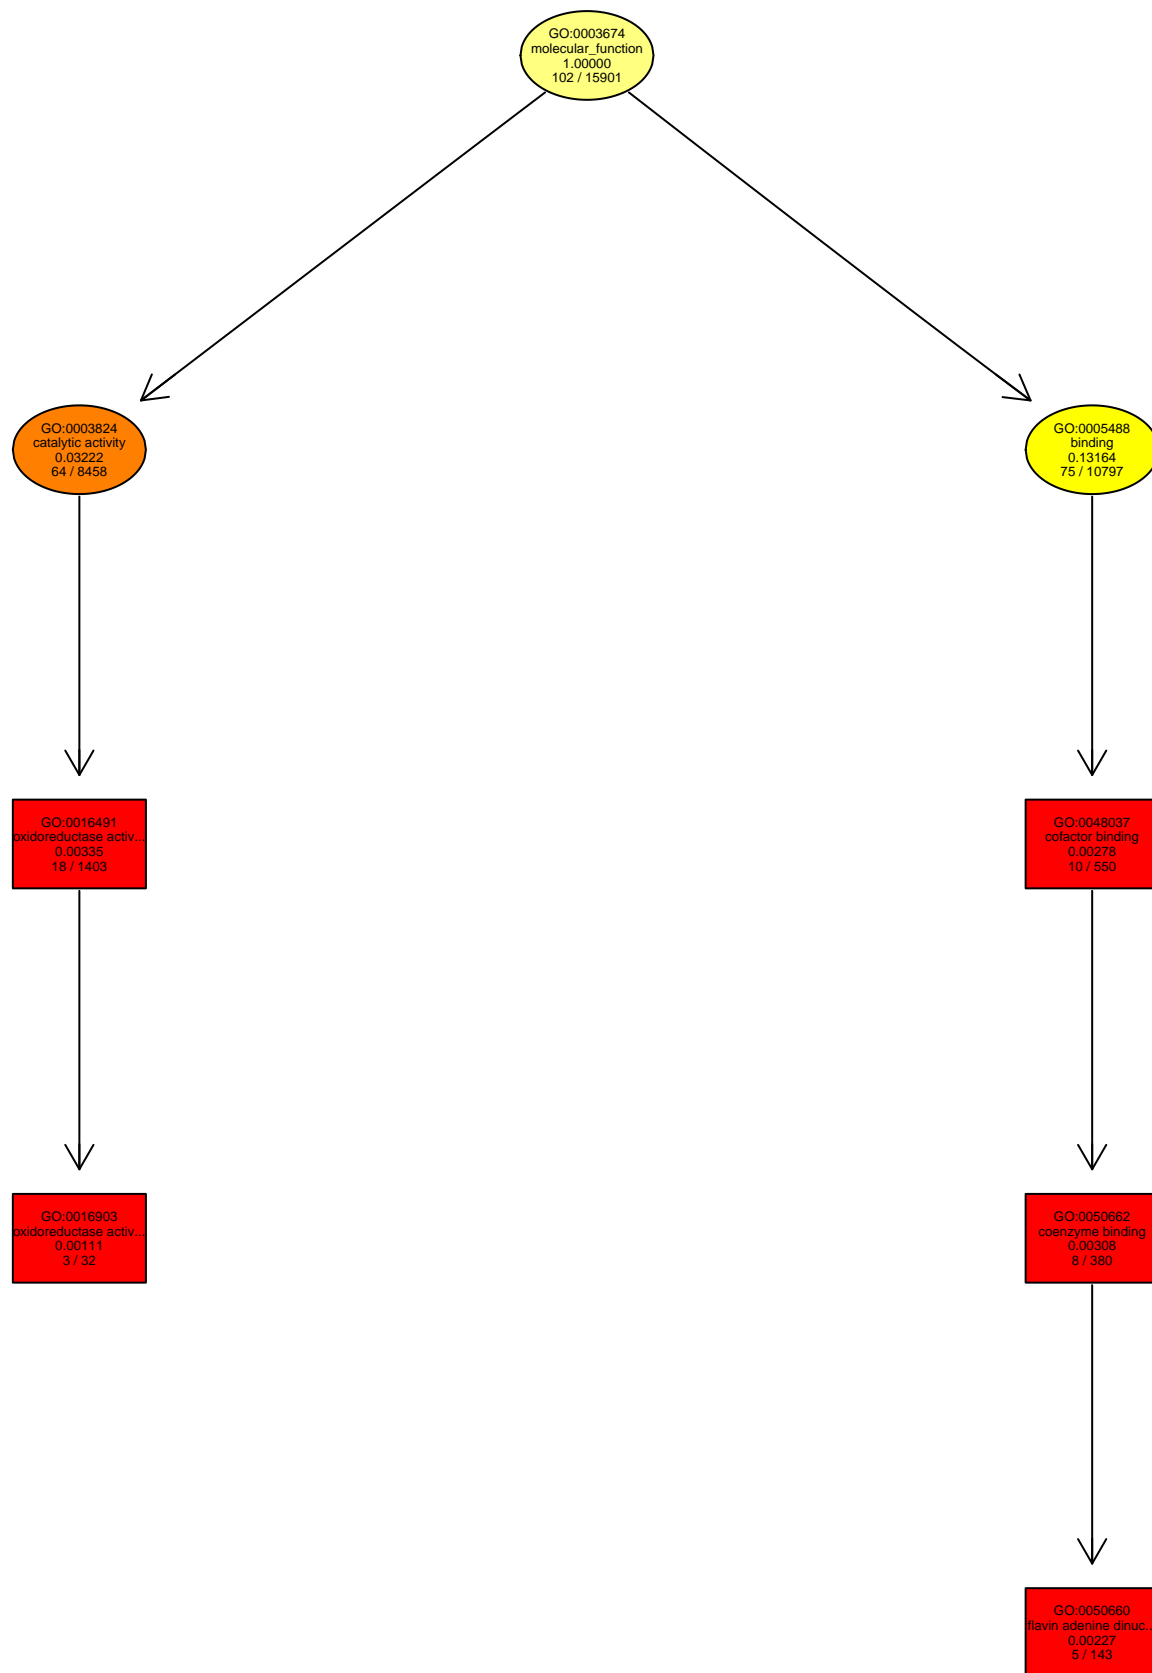 GO:0003674
molecular_function
1.00000
102 / 15901
GO:0003824
catalytic activity
0.03222
64 / 8458
GO:0005488
binding
0.13164
75 / 10797
GO:0016491
oxidoreductase activ...
0.00335
18 / 1403
GO:0048037
cofactor binding
0.00278
10 / 550
GO:0016903
oxidoreductase activ...
0.00111
3 / 32
GO:0050662
coenzyme binding
0.00308
8 / 380
GO:0050660
flavin adenine dinuc...
0.00227
5 / 143